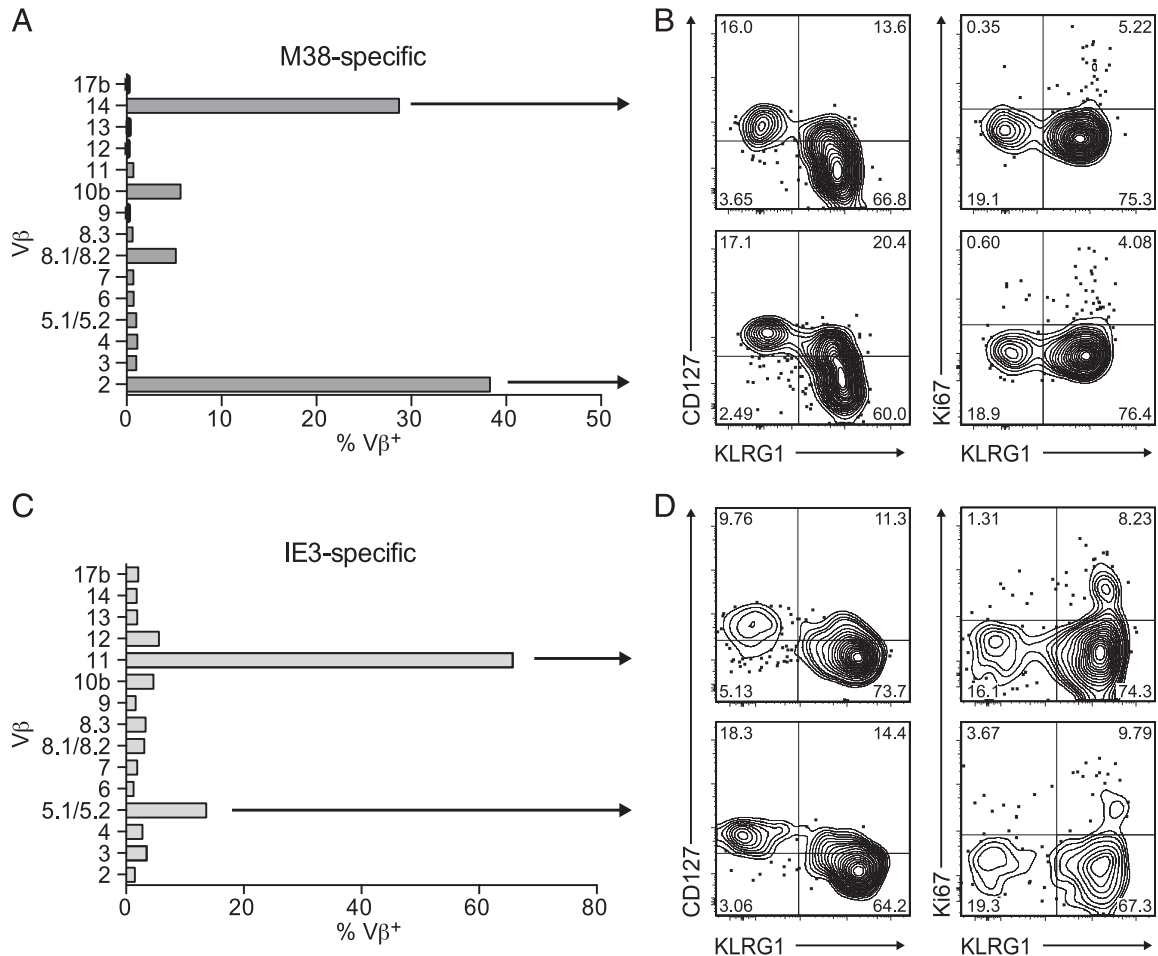 A
M38-specific
17b
14
13
12
11
10b
9
8.3
8.1/8.2
7
6
5.1/5.2
4
3
2
Vβ
0 10 20 30 40 50
% Vβ+
B
16.0 13.6
3.65 66.8
0.35 5.22
19.1 75.3
17.1 20.4
2.49 60.0
0.60 4.08
18.9 76.4
CD127
KLRG1
Ki67
KLRG1
C
IE3-specific
17b
14
13
12
11
10b
9
8.3
8.1/8.2
7
6
5.1/5.2
4
3
2
Vβ
0 20 40 60 80
% Vβ+
D
9.76 11.3
5.13 73.7
1.31 8.23
16.1 74.3
18.3 14.4
3.06 64.2
3.67 9.79
19.3 67.3
CD127
KLRG1
Ki67
KLRG1